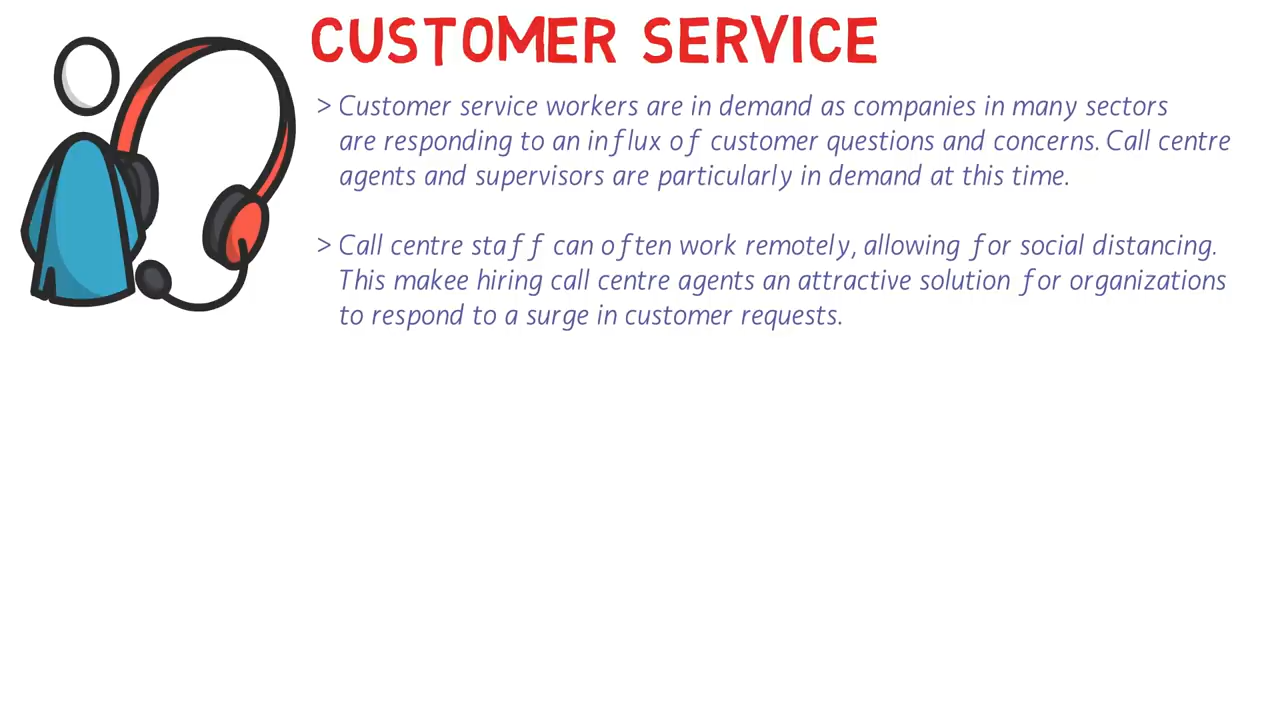 CUSTOMER SERVICE
> Customer service workers are in demand as companies in many sectors
are responding to an influx of customer questions and concerns. Call centre
agents and supervisors are particularly in demand at this time.
> Call centre staff can often work remotely, allowing for social distancing.
This makee hiring call centre agents an attractive solution for organizations
to respond to a surge in customer requests.